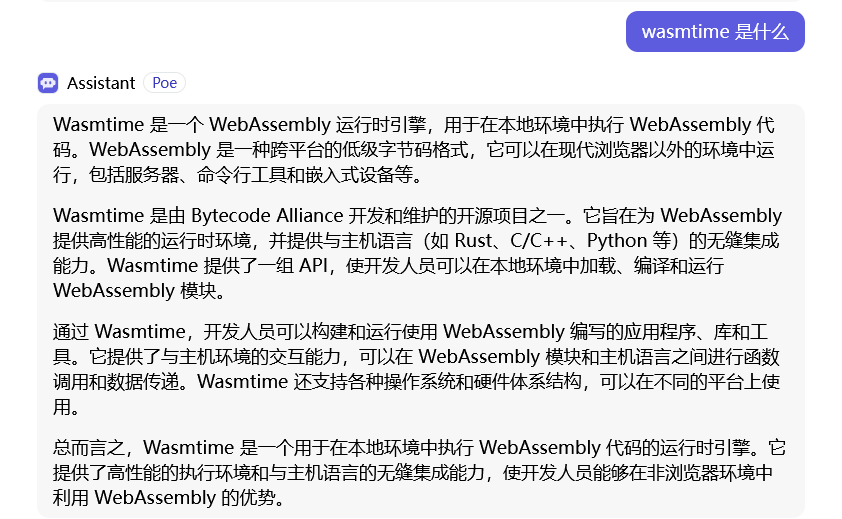 wasmtime 是什么
Assistant Poe
Wasmtime 是一个 WebAssembly 运行时引擎，用于在本地环境中执行 WebAssembly 代
码。WebAssembly 是一种跨平台的低级字节码格式，它可以在现代浏览器以外的环境中运
行，包括服务器、命令行工具和嵌入式设备等。
Wasmtime 是由 Bytecode Alliance 开发和维护的开源项目之一。它旨在为 WebAssembly
提供高性能的运行时环境，并提供与主机语言（如 Rust、C/C++、Python 等）的无缝集成
能力。Wasmtime 提供了一组 API，使开发人员可以在本地环境中加载、编译和运行
WebAssembly 模块。
通过 Wasmtime，开发人员可以构建和运行使用 WebAssembly 编写的应用程序、库和工
具。它提供了与主机环境的交互能力，可以在 WebAssembly 模块和主机语言之间进行函数
调用和数据传递。Wasmtime 还支持各种操作系统和硬件体系结构，可以在不同的平台上使
用。
总而言之，Wasmtime 是一个用于在本地环境中执行 WebAssembly 代码的运行时引擎。它
提供了高性能的执行环境和与主机语言的无缝集成能力，使开发人员能够在非浏览器环境中
利用 WebAssembly 的优势。